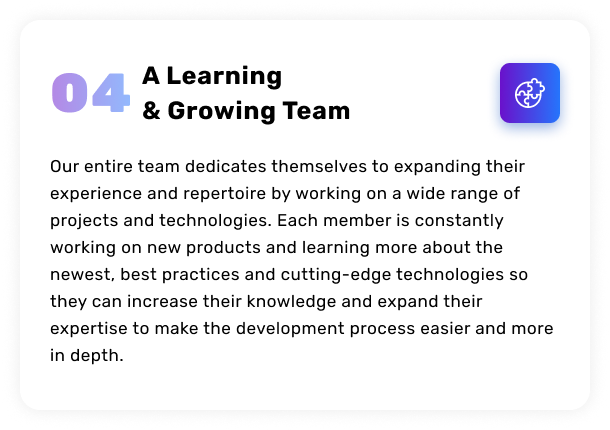 04
A Learning
& Growing Team
Our entire team dedicates themselves to expanding their
experience and repertoire by working on a wide range of
projects and technologies. Each member is constantly
working on new products and learning more about the
newest, best practices and cutting-edge technologies so
they can increase their knowledge and expand their
expertise to make the development process easier and more
in depth.